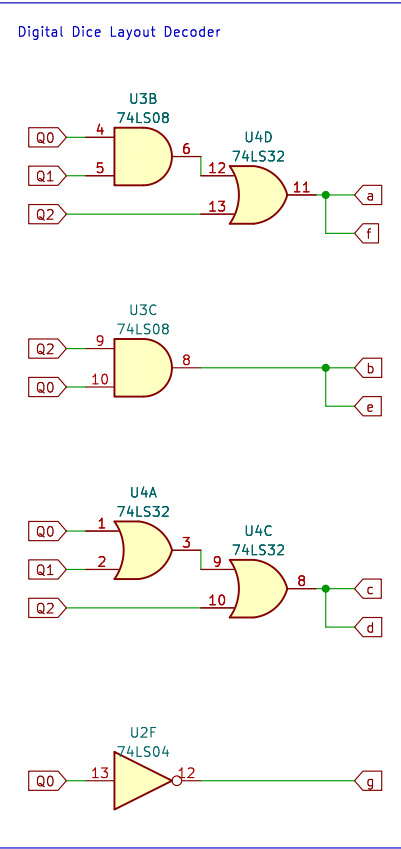 Digital Dice Layout Decoder
U3B
74LS08
Q0 4
6
Q1 5
U4D
74LS32
12
11 a
Q2 13
f
U3C
74LS08
Q2 9
8 b
Q0 10
e
U4A
74LS32
Q0 1
3
Q1 2
U4C
74LS32
9
8 c
Q2 10
d
U2F
74LS04
Q0 13 12 g